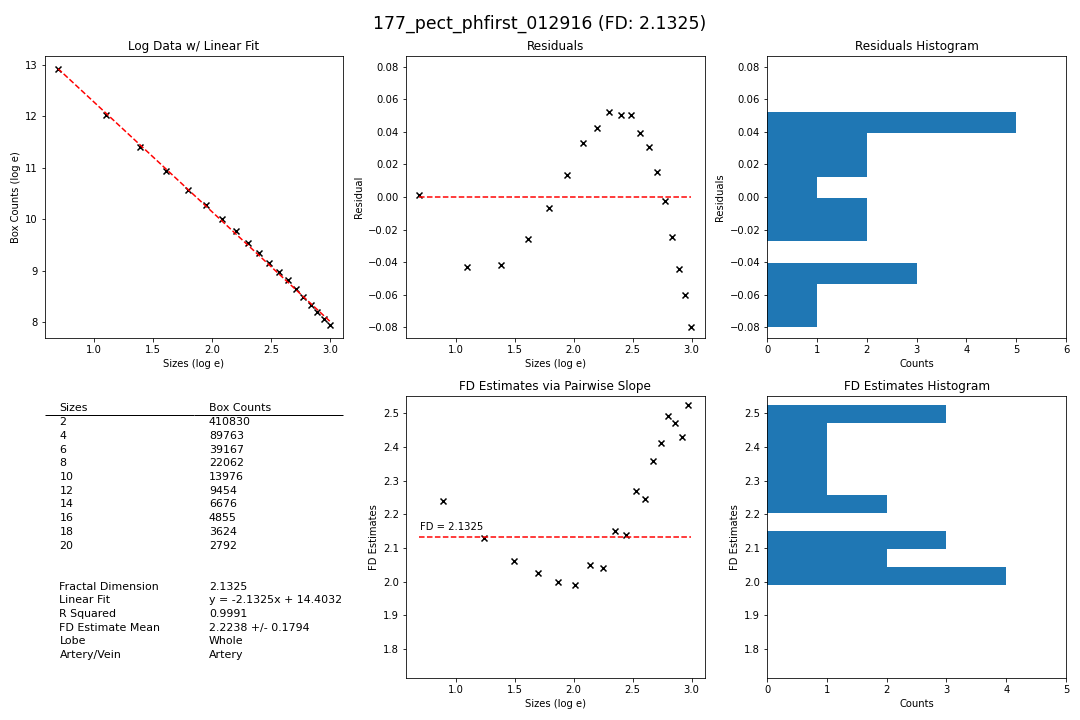 177_pect_phfirst_012916 (FD: 2.1325)
Log Data w/ Linear Fit
13
12
11
10
9
8
Box Counts (log e)
1.0 1.5 2.0 2.5 3.0
Sizes (log e)
Residuals
0.08
0.06
0.04
0.02
0.00
−0.02
−0.04
−0.06
−0.08
Residual
1.0 1.5 2.0 2.5 3.0
Sizes (log e)
Residuals Histogram
0.08
0.06
0.04
0.02
0.00
−0.02
−0.04
−0.06
−0.08
Residuals
0 1 2 3 4 5 6
Counts
Sizes Box Counts
2 410830
4 89763
6 39167
8 22062
10 13976
12 9454
14 6676
16 4855
18 3624
20 2792
Fractal Dimension 2.1325
Linear Fit y = -2.1325x + 14.4032
R Squared 0.9991
FD Estimate Mean 2.2238 +/- 0.1794
Lobe Whole
Artery/Vein Artery
FD Estimates via Pairwise Slope
2.5
2.4
2.3
2.2
2.1
2.0
1.9
1.8
FD Estimates
FD = 2.1325
1.0 1.5 2.0 2.5 3.0
Sizes (log e)
FD Estimates Histogram
2.5
2.4
2.3
2.2
2.1
2.0
1.9
1.8
FD Estimates
0 1 2 3 4 5
Counts